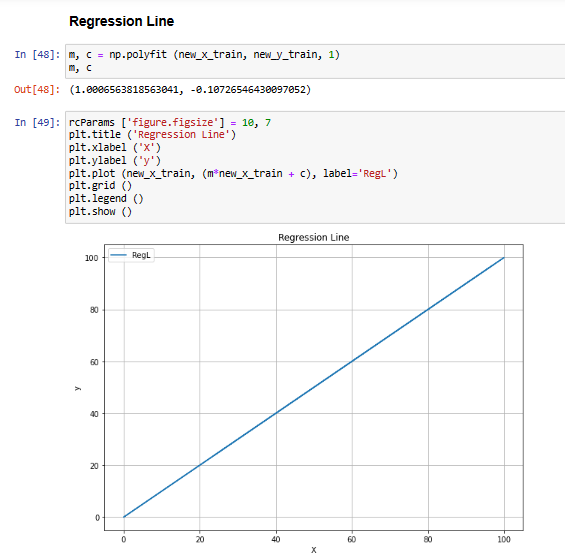 Regression Line
In [48]: m, c = np.polyfit (new_x_train, new_y_train, 1)
m, c
Out[48]: (1.0006563818563041, -0.10726546430097052)
In [49]: rcParams ['figure.figsize'] = 10, 7
plt.title ('Regression Line')
plt.xlabel ('X')
plt.ylabel ('y')
plt.plot (new_x_train, (m*new_x_train + c), label='RegL')
plt.grid ()
plt.legend ()
plt.show ()
Regression Line
RegL
100
80
60
40
20
0
y
0 20 40 60 80 100
X